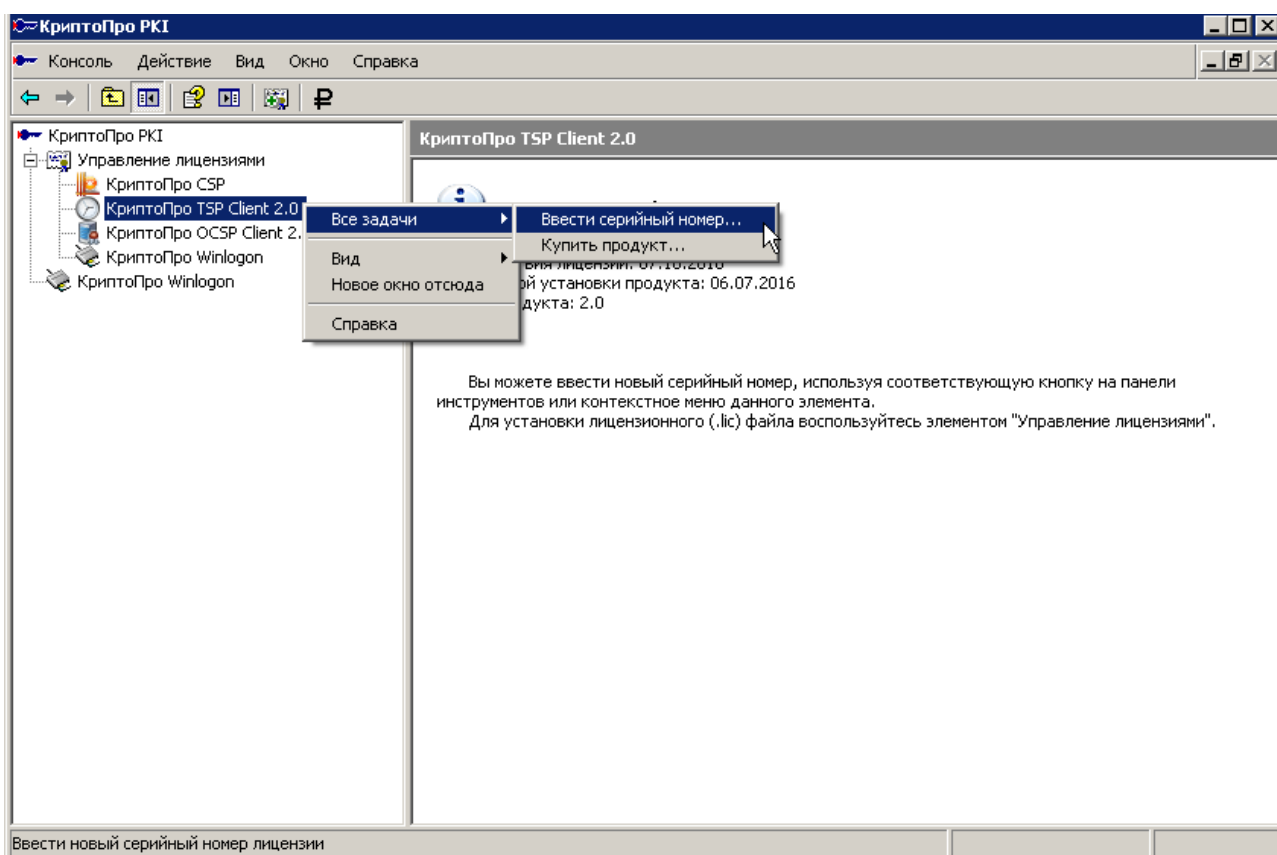 КриптоПро PKI
Консоль Действие Вид Окно Справка
КриптоПро PKI
Управление лицензиями
КриптоПро CSP
КриптоПро TSP Client 2.0
КриптоПро OCSP Client 2.
КриптоПро Winlogon
КриптоПро Winlogon
Все задачи
Вид
Новое окно отсюда
Справка
Ввести серийный номер...
Купить продукт...
КриптоПро TSP Client 2.0
лицензии: 07.10.2016
установки продукта: 06.07.2016
2.0
Вы можете ввести новый серийный номер, используя соответствующую кнопку на панели
инструментов или контекстное меню данного элемента.
Для установки лицензионного (.lic) файла воспользуйтесь элементом "Управление лицензиями".
Ввести новый серийный номер лицензии